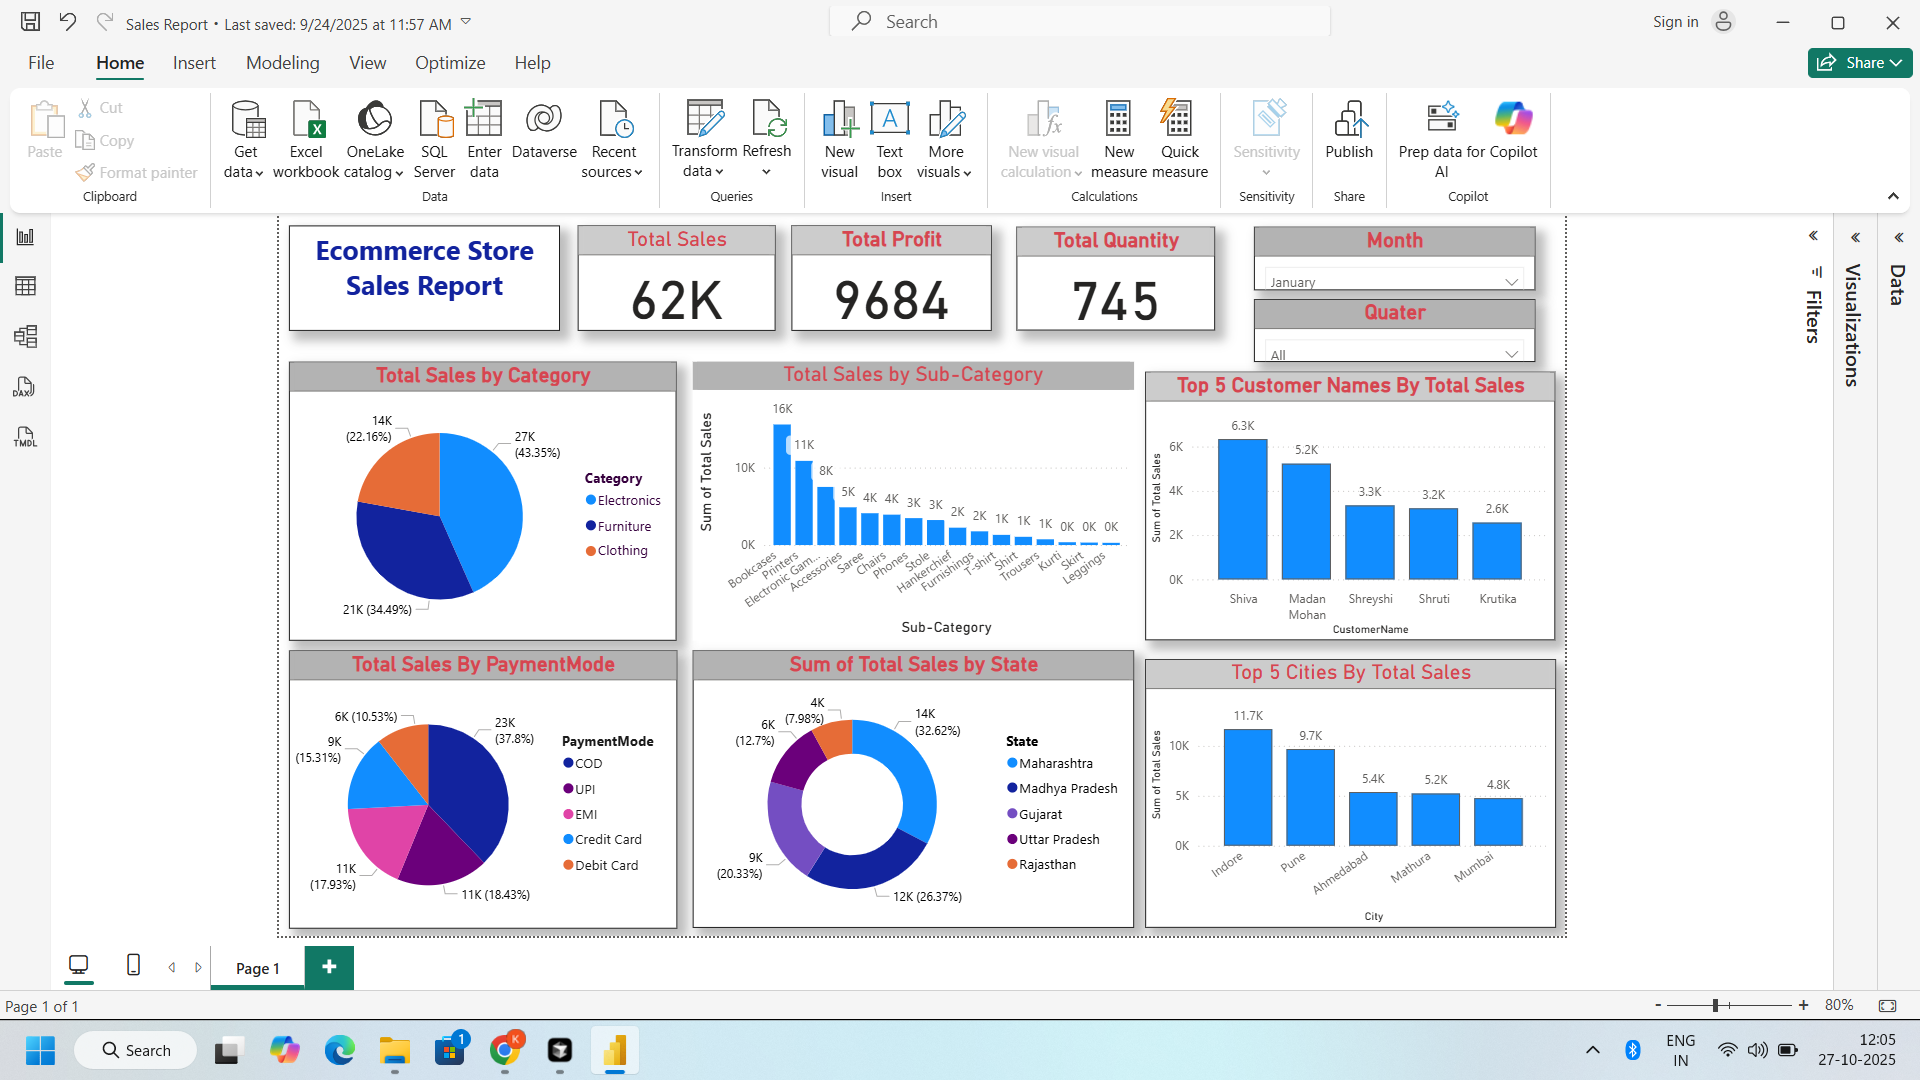 Sales Report • Last saved: 9/24/2025 at 11:57 AM
Search
Sign in
File
Home
Insert
Modeling
View
Optimize
Help
Share
Paste
Cut
Copy
Format painter
Clipboard
Get data
Excel workbook
OneLake catalog
SQL Server
Enter data
Dataverse
Recent sources
Data
Transform data
Refresh
Queries
New visual
Text box
More visuals
Insert
New visual calculation
New measure
Quick measure
Calculations
Sensitivity
Sensitivity
Publish
Share
Prep data for AI
Copilot
Copilot
DAX
TMDL
Ecommerce Store
Sales Report
Total Sales
62K
Total Profit
9684
Total Quantity
745
Month
January
Quater
All
Filters
Visualizations
Data
Total Sales by Category
14K
(22.16%)
27K
(43.35%)
21K (34.49%)
Category
Electronics
Furniture
Clothing
Total Sales by Sub-Category
Sum of Total Sales
10K
0K
16K
11K
8K
5K
4K
4K
3K
3K
2K
2K
1K
1K
1K
0K
0K
0K
Bookcases
Printers
Electronic Gam...
Accessories
Saree
Chairs
Phones
Stole
Hankerchief
Furnishings
T-shirt
Shirt
Trousers
Kurti
Skirt
Leggings
Sub-Category
Top 5 Customer Names By Total Sales
Sum of Total Sales
6K
4K
2K
0K
6.3K
5.2K
3.3K
3.2K
2.6K
Shiva
Madan
Mohan
Shreyshi
Shruti
Krutika
CustomerName
Total Sales By PaymentMode
6K (10.53%)
9K
(15.31%)
11K
(17.93%)
11K (18.43%)
23K
(37.8%)
PaymentMode
COD
UPI
EMI
Credit Card
Debit Card
Sum of Total Sales by State
4K
(7.98%)
6K
(12.7%)
9K
(20.33%)
12K (26.37%)
14K
(32.62%)
State
Maharashtra
Madhya Pradesh
Gujarat
Uttar Pradesh
Rajasthan
Top 5 Cities By Total Sales
Sum of Total Sales
10K
5K
0K
11.7K
9.7K
5.4K
5.2K
4.8K
Indore
Pune
Ahmedabad
Mathura
Mumbai
City
Page 1
Page 1 of 1
- + 80%
Search
1
K
ENG
IN
12:05
27-10-2025